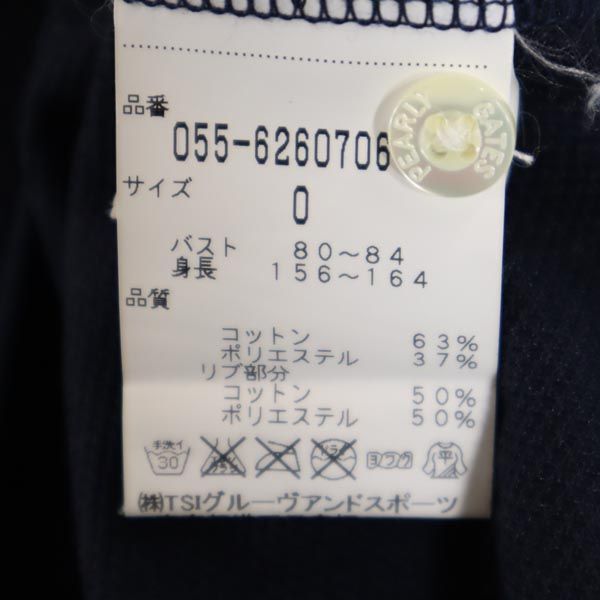 品番
055-6260706
PEARLY GATES
サイズ
0
バスト 80～84
身長 156～164
品質
コットン 63%
ポリエステル 37%
リブ部分
コットン 50%
ポリエステル 50%
手洗イ 30 平
㈱TSIグルーヴアンドスポーツ